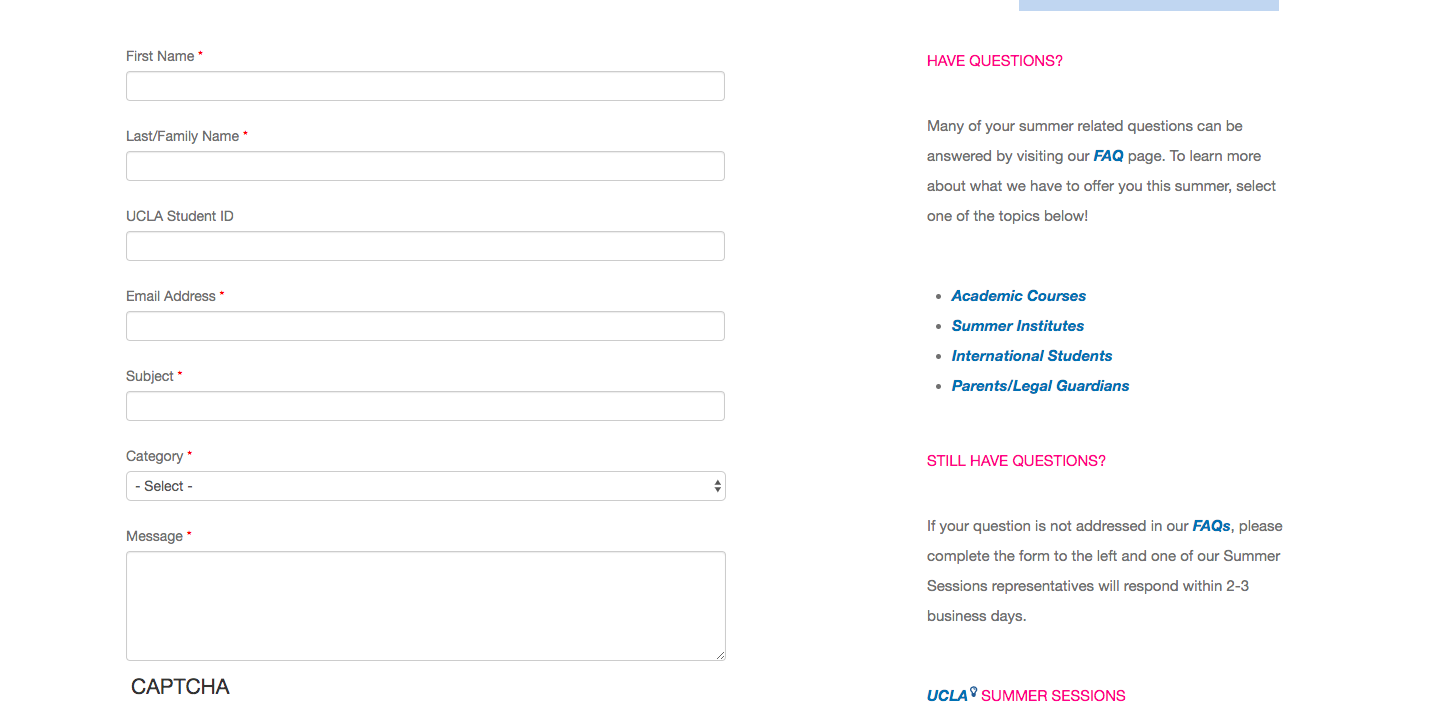 First Name *
Last/Family Name *
UCLA Student ID
Email Address *
Subject *
Category *
- Select -
Message *
CAPTCHA
HAVE QUESTIONS?
Many of your summer related questions can be
answered by visiting our FAQ page. To learn more
about what we have to offer you this summer, select
one of the topics below!
• Academic Courses
• Summer Institutes
• International Students
• Parents/Legal Guardians
STILL HAVE QUESTIONS?
If your question is not addressed in our FAQs, please
complete the form to the left and one of our Summer
Sessions representatives will respond within 2-3
business days.
UCLA SUMMER SESSIONS